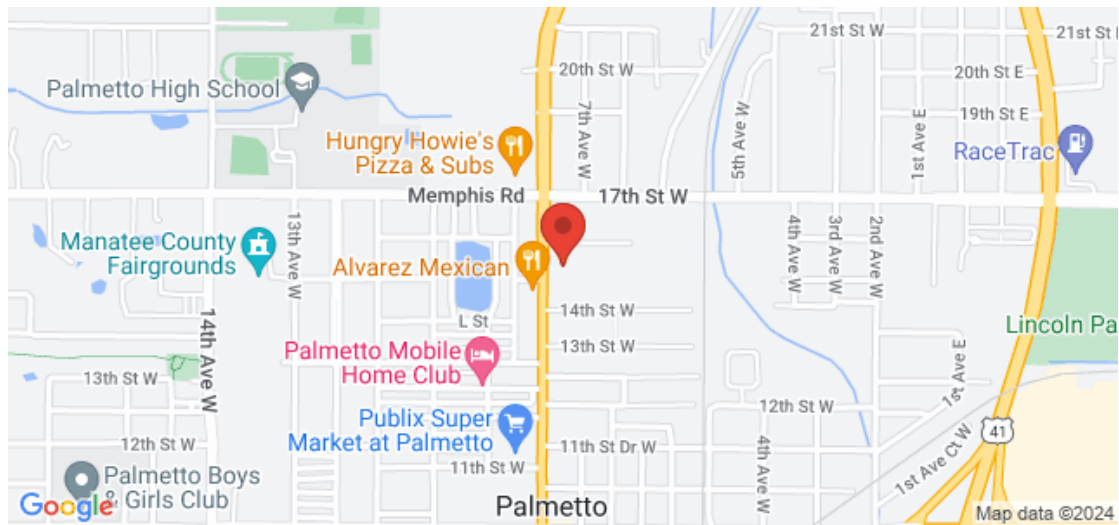 21st St W
21st St
20th St W
20th St E
Palmetto High School
7th Ave W
5th Ave W
1st Ave E
19th St E
Hungry Howie's
Pizza & Subs
RaceTrac
Memphis Rd
17th St W
Manatee County
Fairgrounds
13th Ave W
Alvarez Mexican
4th Ave W
3rd Ave W
2nd Ave W
14th Ave W
L St
14th St W
Lincoln Pa
Palmetto Mobile
Home Club
13th St W
1st Ave E
13th St W
12th St W
Publix Super
Market at Palmetto
12th St W
11th St Dr W
4th Ave W
41
1st Ave Ct W
11th St W
Palmetto Boys
& Girls Club
Google
Palmetto
Map data ©2024